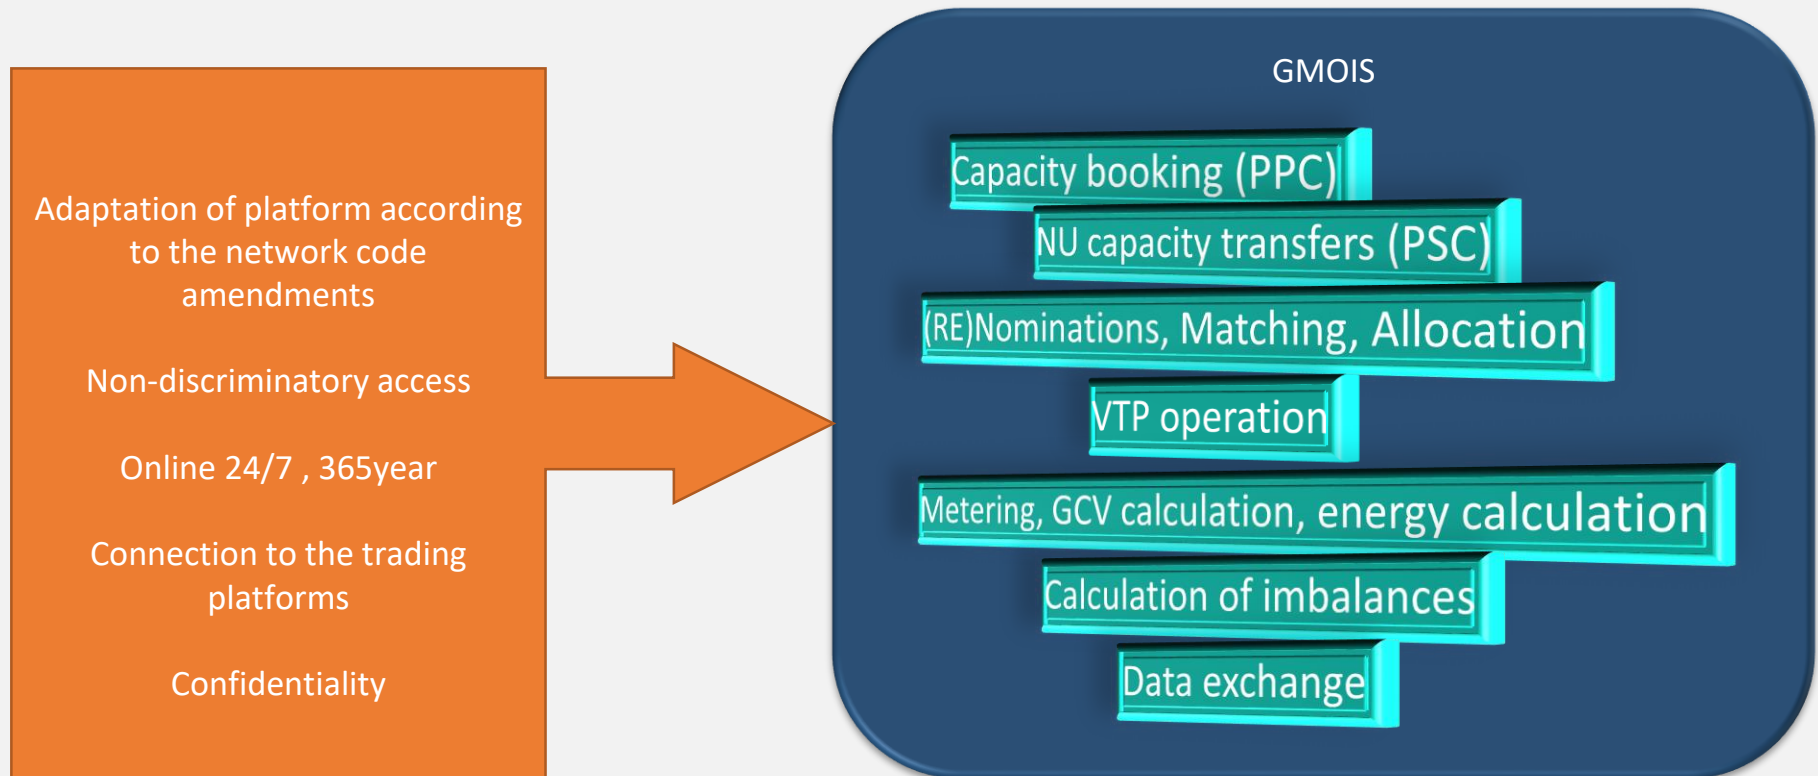 Adaptation of platform according
to the network code
amendments
Non-discriminatory access
Online 24/7 , 365year
Connection to the trading
platforms
Confidentiality
GMOIS
Capacity booking (PPC)
NU capacity transfers (PSC)
(RE)Nominations, Matching, Allocation
VTP operation
Metering, GCV calculation, energy calculation
Calculation of imbalances
Data exchange